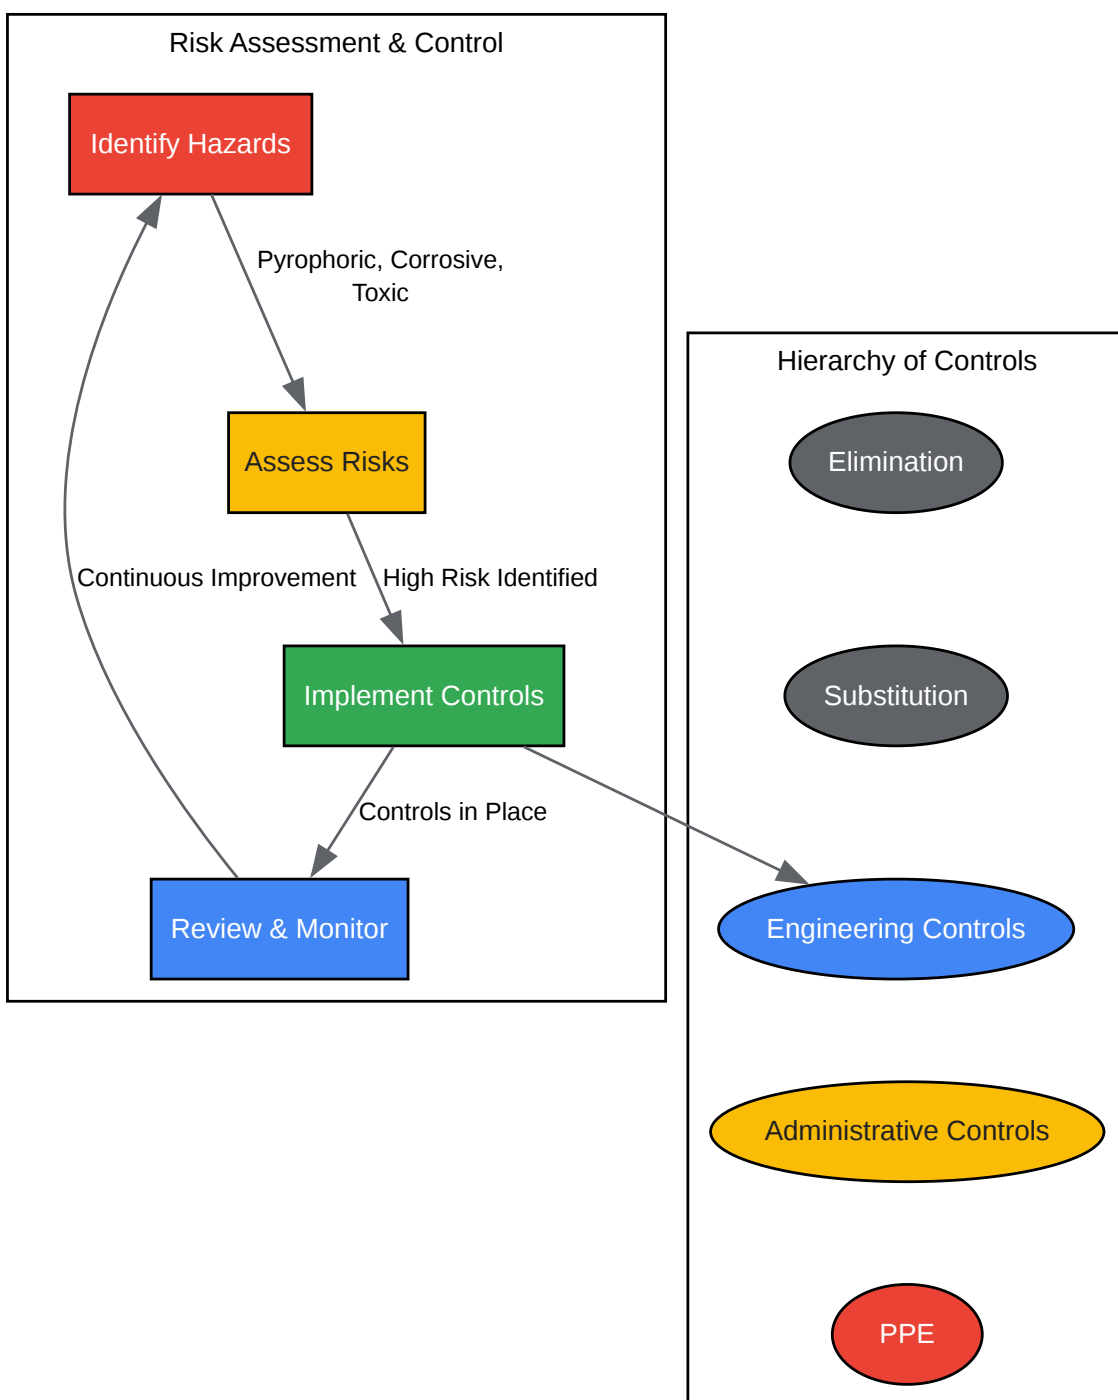 Risk Assessment & Control
Identify Hazards
Pyrophoric, Corrosive,
Toxic
Assess Risks
Continuous Improvement
High Risk Identified
Implement Controls
Controls in Place
Review & Monitor
Hierarchy of Controls
Elimination
Substitution
Engineering Controls
Administrative Controls
PPE